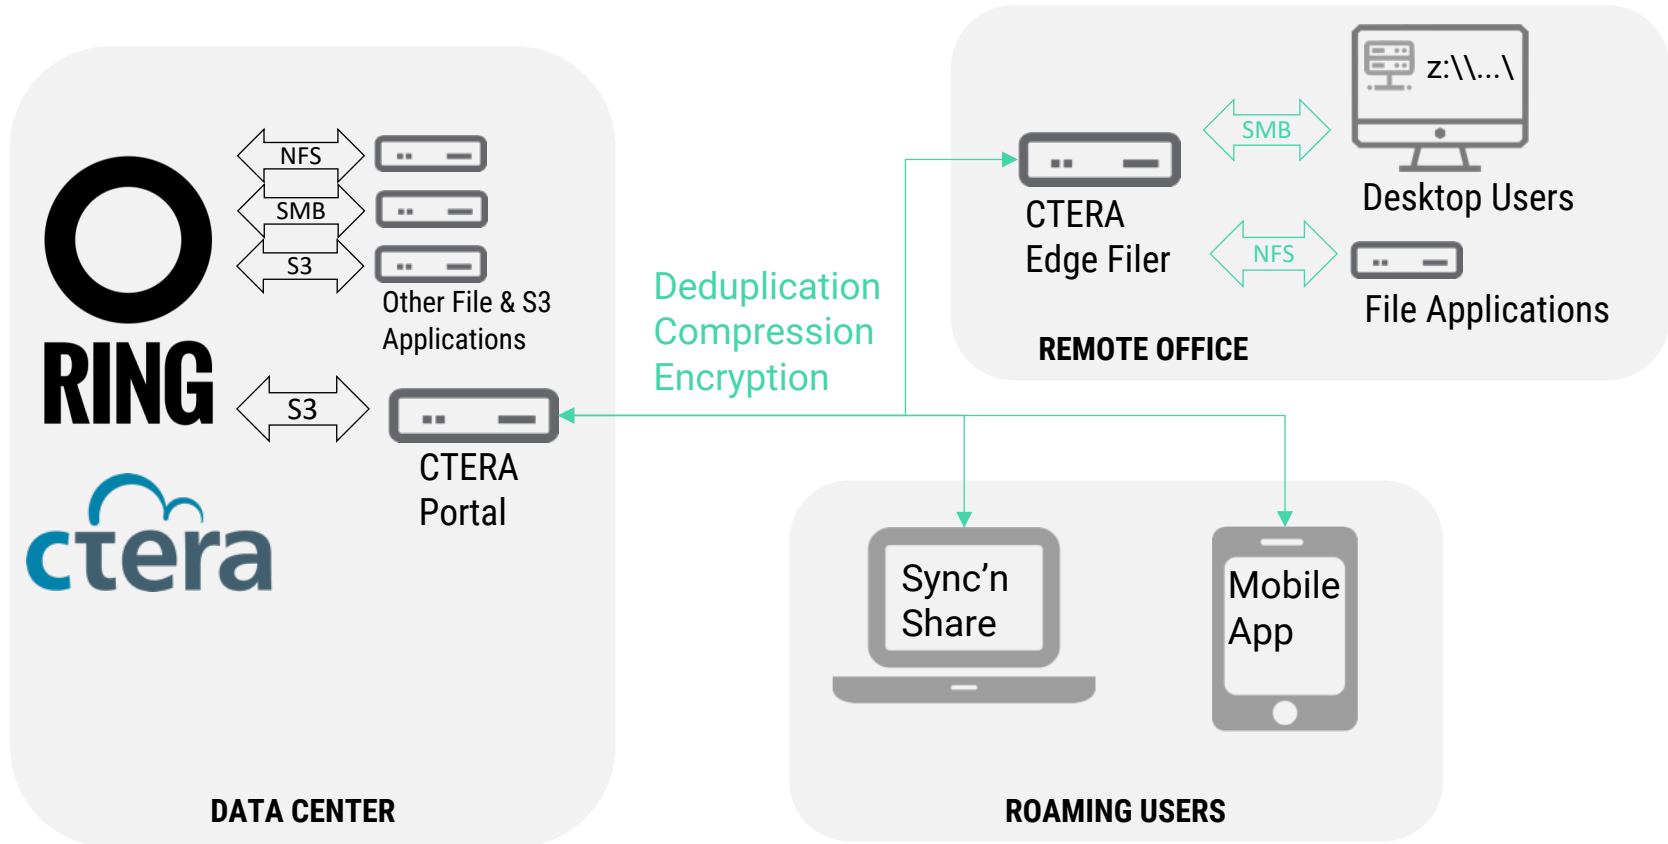 NFS
SMB
S3
Other File & S3
Applications
RING
S3
CTERA
Portal
ctera
DATA CENTER
Deduplication
Compression
Encryption
z:\\...\
SMB
Desktop Users
CTERA
Edge Filer
NFS
File Applications
REMOTE OFFICE
Sync’n
Share
Mobile
App
ROAMING USERS